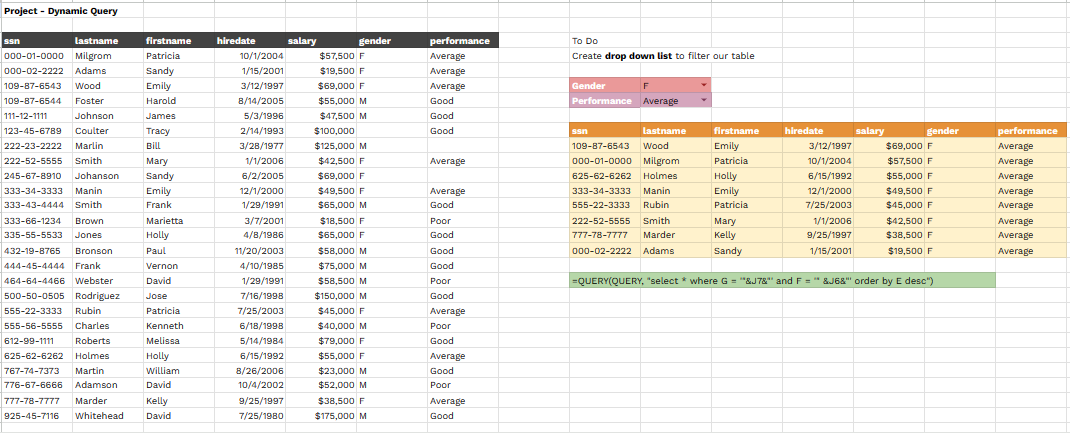 Project - Dynamic Query
ssn lastname firstname hiredate salary gender performance
000-01-0000 Milgrom Patricia 10/1/2004 $57,500 F Average
000-02-2222 Adams Sandy 1/15/2001 $19,500 F Average
109-87-6543 Wood Emily 3/12/1997 $69,000 F Average
109-87-6544 Foster Harold 8/14/2005 $55,000 M Good
111-12-1111 Johnson James 5/3/1996 $47,500 M Good
123-45-6789 Coulter Tracy 2/14/1993 $100,000 Good
222-23-2222 Marlin Bill 3/28/1977 $125,000 M
222-52-5555 Smith Mary 1/1/2006 $42,500 F Average
245-67-8910 Johanson Sandy 6/2/2005 $69,000 F
333-34-3333 Manin Emily 12/1/2000 $49,500 F Average
333-43-4444 Smith Frank 1/29/1991 $65,000 M Good
333-66-1234 Brown Marietta 3/7/2001 $18,500 F Poor
335-55-5533 Jones Holly 4/8/1986 $65,000 F Good
432-19-8765 Bronson Paul 11/20/2003 $58,000 M Good
444-45-4444 Frank Vernon 4/10/1985 $75,000 M Good
464-64-4466 Webster David 1/29/1991 $58,500 M Poor
500-50-0505 Rodriguez Jose 7/16/1998 $150,000 M Good
555-22-3333 Rubin Patricia 7/25/2003 $45,000 F Average
555-56-5555 Charles Kenneth 6/18/1998 $40,000 M Poor
612-99-1111 Roberts Melissa 5/14/1984 $79,000 F Good
625-62-6262 Holmes Holly 6/15/1992 $55,000 F Average
767-74-7373 Martin William 8/26/2006 $23,000 M Good
776-67-6666 Adamson David 10/4/2002 $52,000 M Poor
777-78-7777 Marder Kelly 9/25/1997 $38,500 F Average
925-45-7116 Whitehead David 7/25/1980 $175,000 M Good
To Do
Create drop down list to filter our table
Gender F
Performance Average
ssn lastname firstname hiredate salary gender performance
109-87-6543 Wood Emily 3/12/1997 $69,000 F Average
000-01-0000 Milgrom Patricia 10/1/2004 $57,500 F Average
625-62-6262 Holmes Holly 6/15/1992 $55,000 F Average
333-34-3333 Manin Emily 12/1/2000 $49,500 F Average
555-22-3333 Rubin Patricia 7/25/2003 $45,000 F Average
222-52-5555 Smith Mary 1/1/2006 $42,500 F Average
777-78-7777 Marder Kelly 9/25/1997 $38,500 F Average
000-02-2222 Adams Sandy 1/15/2001 $19,500 F Average
=QUERY(QUERY, "select * where G = '"&J7&"' and F = '" &J6&"' order by E desc")